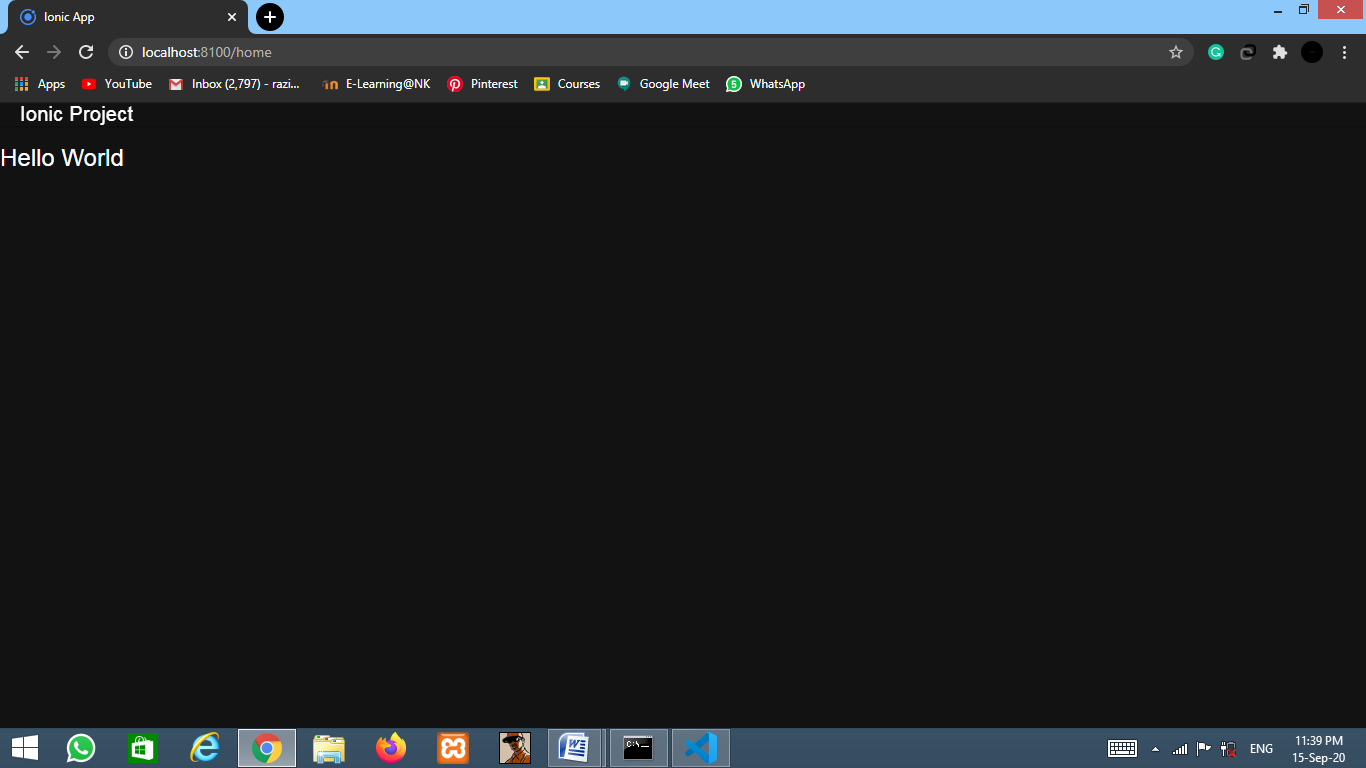 Ionic App
localhost:8100/home
Apps YouTube Inbox (2,797) - razi... E-Learning@NK Pinterest Courses Google Meet 5 WhatsApp
Ionic Project
Hello World
C:\._
ENG 11:39 PM
15-Sep-20